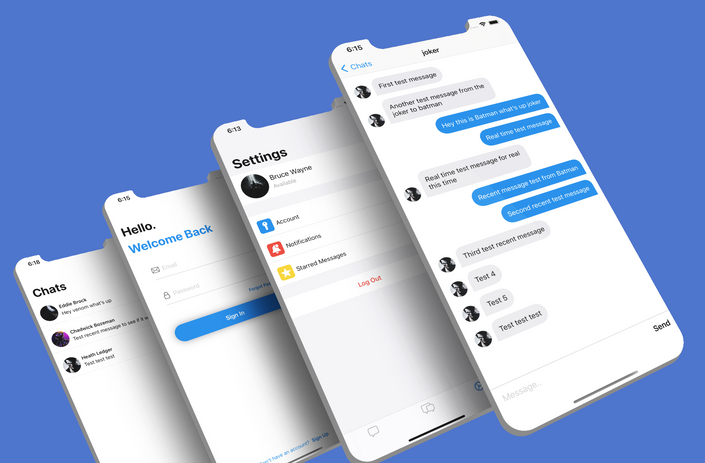 6:18
Chats
Eddie Brock
Hey venom what's up
Chadwick Bozeman
Test recent message to see if it w
Heath Ledger
Test test test
6:15
Hello.
Welcome Back
Email
Password
Forgot
Sign In
Don't have an account? Sign Up
6:13
Settings
Bruce Wayne
Available
Account
Notifications
Starred Messages
Log Out
6:15
Chats
joker
First test message
Another test message from the
joker to batman
Hey this is Batman what's up joker
Real time test message
Real time test message for real
this time
Recent message test from Batman
Second recent test message
Third test recent message
Test 4
Test 5
Test test test
Message..
Send